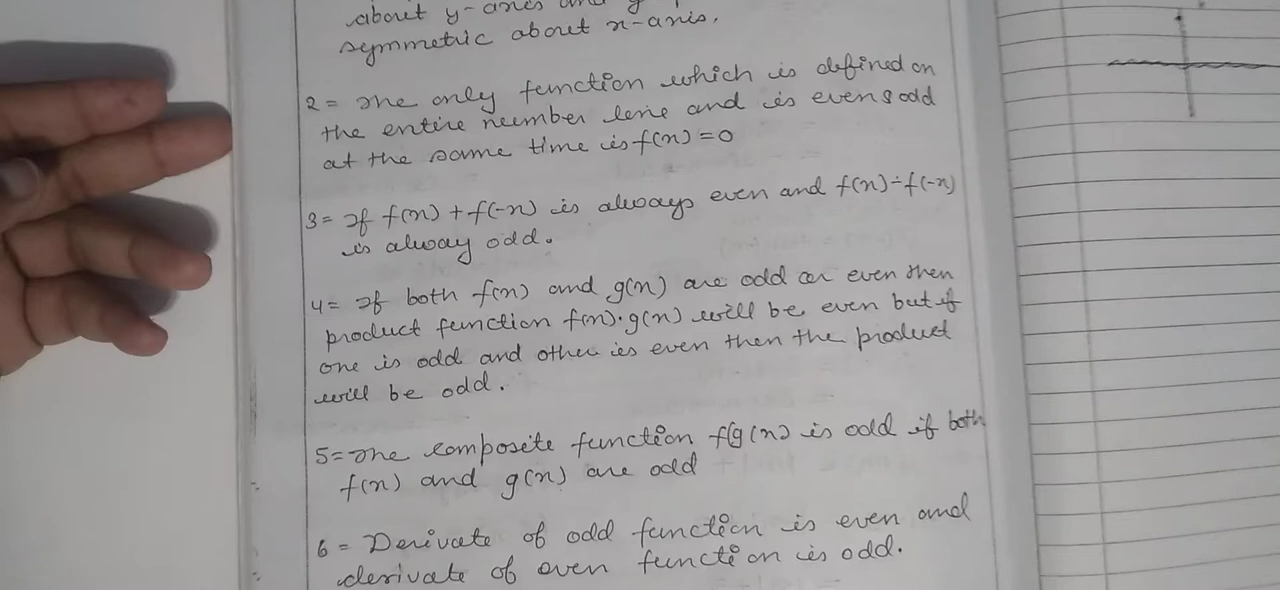 about y-axes and y
symmetric about x-axis.
2 = The only function which is defined on
the entire number line and is even & odd
at the same time is f(x) = 0
3 = If f(x) + f(-x) is always even and f(x) - f(-x)
is alway odd.
4 = If both f(x) and g(x) are odd or even then
product function f(x)·g(x) will be even but if
one is odd and other is even then the product
will be odd.
5 = The composite function f(g(x) is odd if both
f(x) and g(x) are odd
6 = Derivate of odd function is even and
derivate of even function is odd.